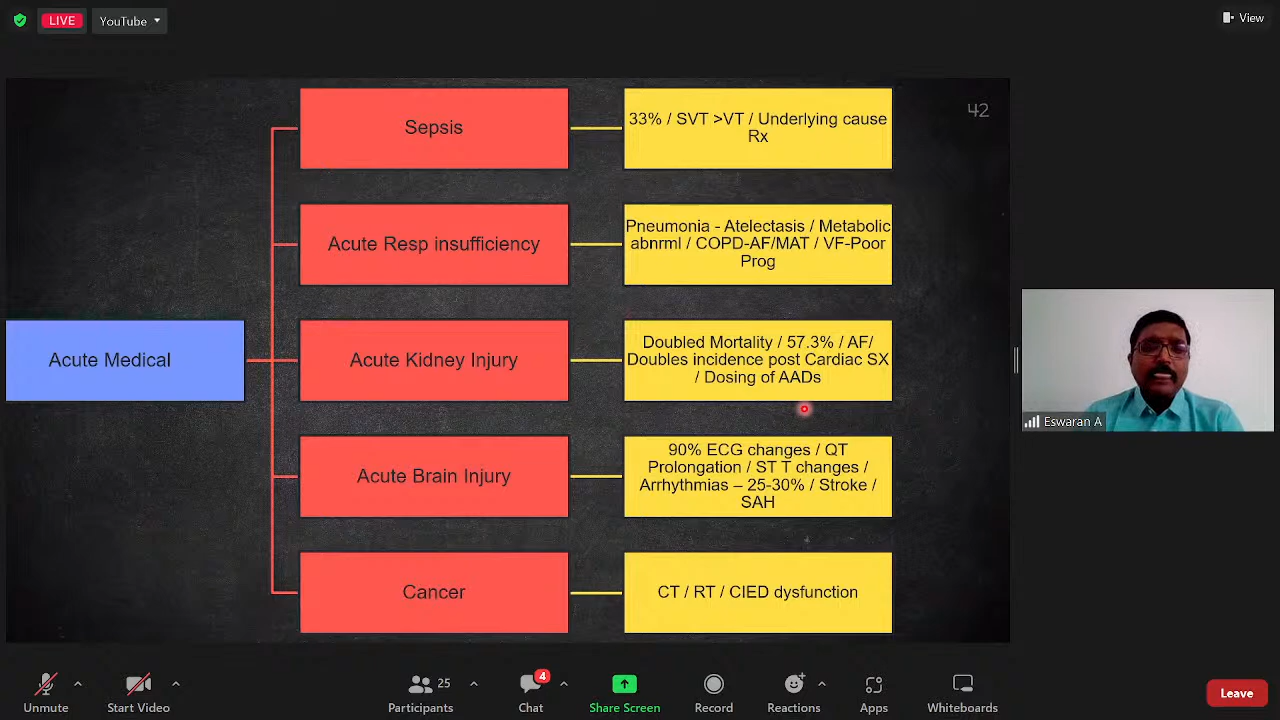 LIVE
YouTube
View
42
Sepsis
33% / SVT >VT / Underlying cause
Rx
Acute Resp insufficiency
Pneumonia - Atelectasis / Metabolic
abnrml / COPD-AF/MAT / VF-Poor
Prog
Acute Medical
Acute Kidney Injury
Doubled Mortality / 57.3% / AF/
Doubles incidence post Cardiac SX
/ Dosing of AADs
Acute Brain Injury
90% ECG changes / QT
Prolongation / ST T changes /
Arrhythmias – 25-30% / Stroke /
SAH
Cancer
CT / RT / CIED dysfunction
Eswaran A
Unmute
Start Video
25
Participants
4
Chat
Share Screen
Record
Reactions
Apps
Whiteboards
Leave